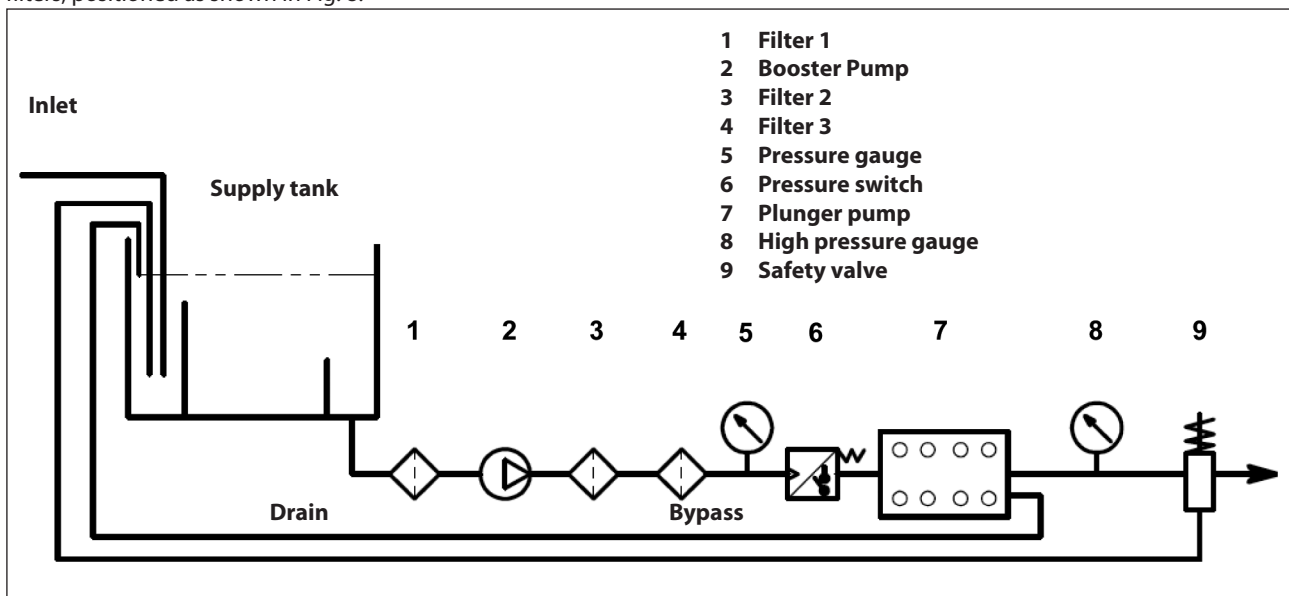 filters, positioned as shown in Fig. 8.
1 Filter 1
2 Booster Pump
3 Filter 2
4 Filter 3
5 Pressure gauge
6 Pressure switch
7 Plunger pump
8 High pressure gauge
9 Safety valve
Inlet
Supply tank
1 2 3 4 5 6 7 8 9
Drain
Bypass